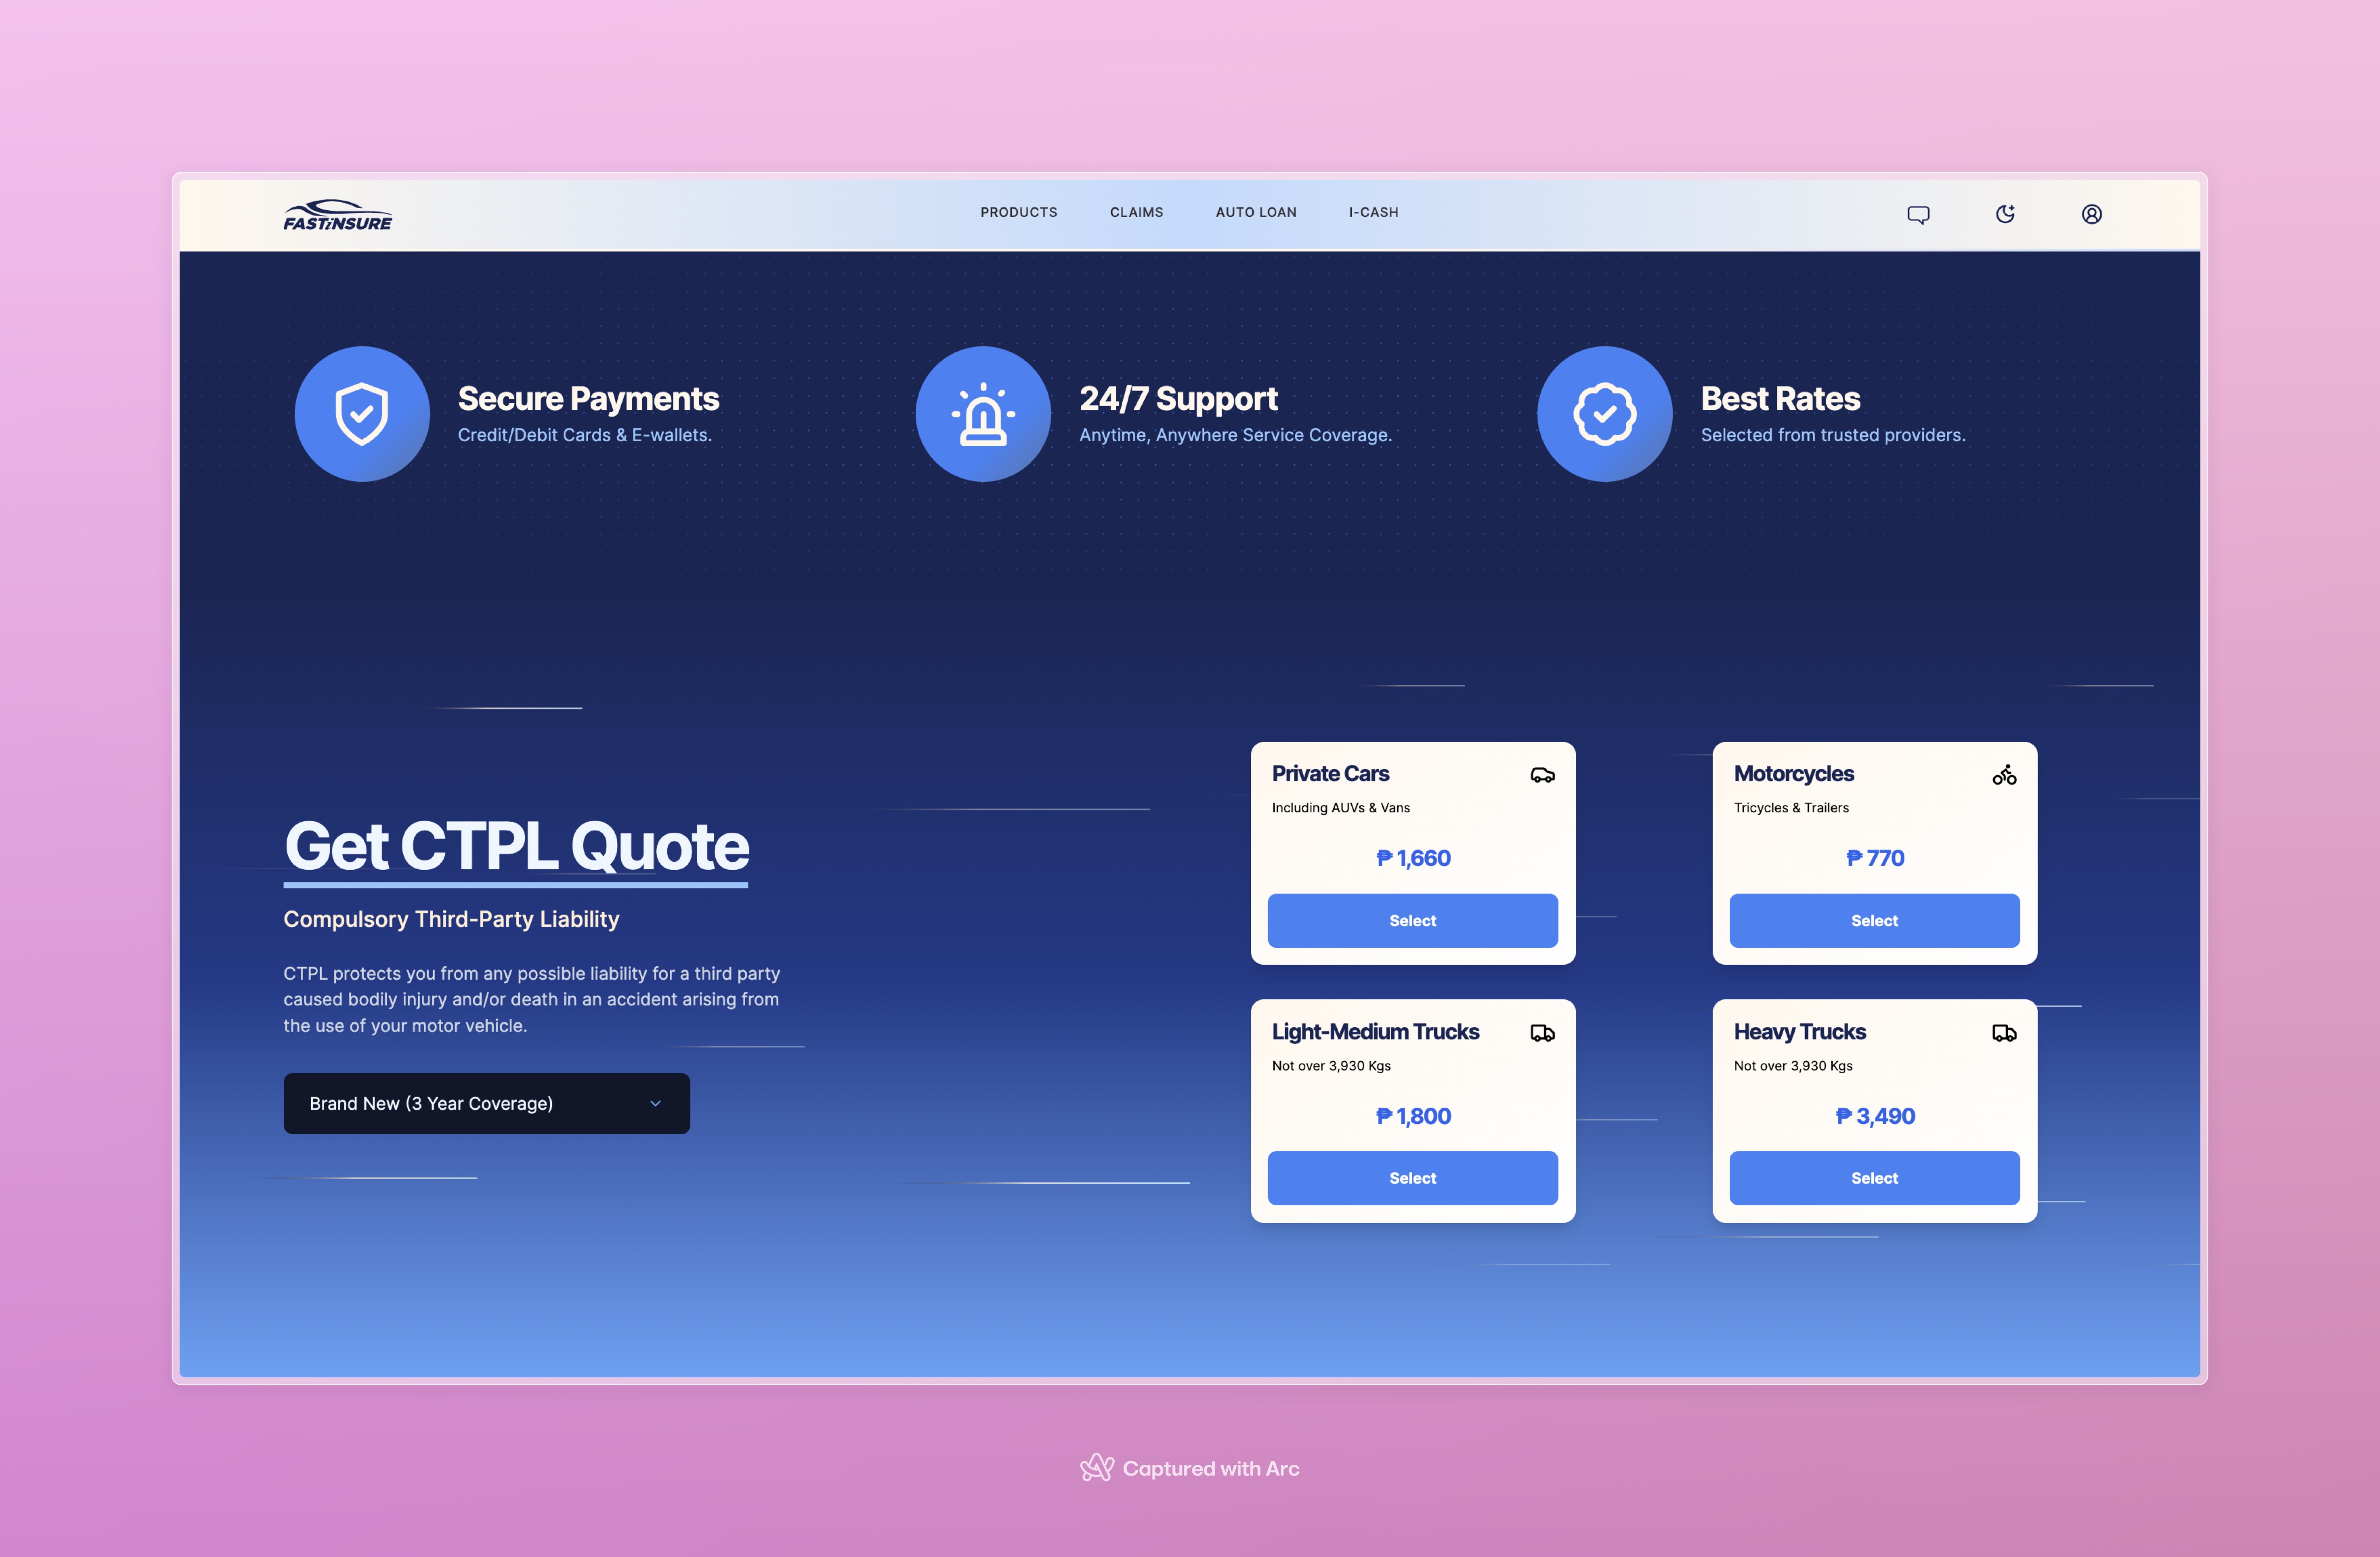 FASTiNSURE
PRODUCTS
CLAIMS
AUTO LOAN
I-CASH
Secure Payments
Credit/Debit Cards & E-wallets.
24/7 Support
Anytime, Anywhere Service Coverage.
Best Rates
Selected from trusted providers.
Get CTPL Quote
Compulsory Third-Party Liability
CTPL protects you from any possible liability for a third party
caused bodily injury and/or death in an accident arising from
the use of your motor vehicle.
Brand New (3 Year Coverage)
Private Cars
Including AUVs & Vans
₱ 1,660
Select
Motorcycles
Tricycles & Trailers
₱ 770
Select
Light-Medium Trucks
Not over 3,930 Kgs
₱ 1,800
Select
Heavy Trucks
Not over 3,930 Kgs
₱ 3,490
Select
Captured with Arc